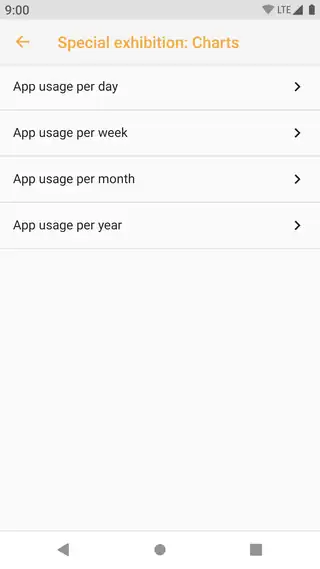 9:00
LTE
Special exhibition: Charts
App usage per day
App usage per week
App usage per month
App usage per year